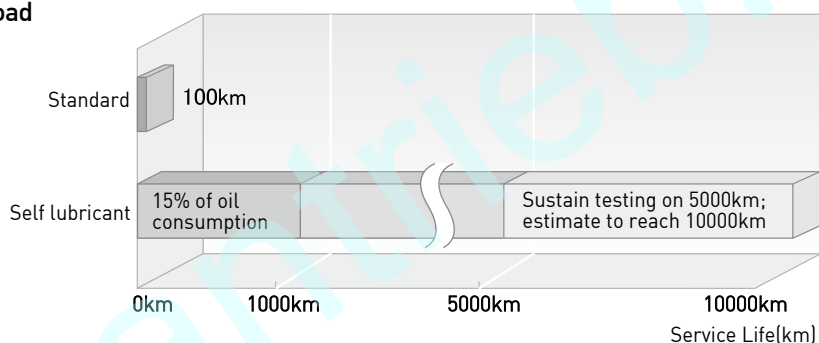 oad
Standard
100km
Self lubricant
15% of oil
consumption
Sustain testing on 5000km;
estimate to reach 10000km
0km
1000km
5000km
10000km
Service Life(km)
antrieb